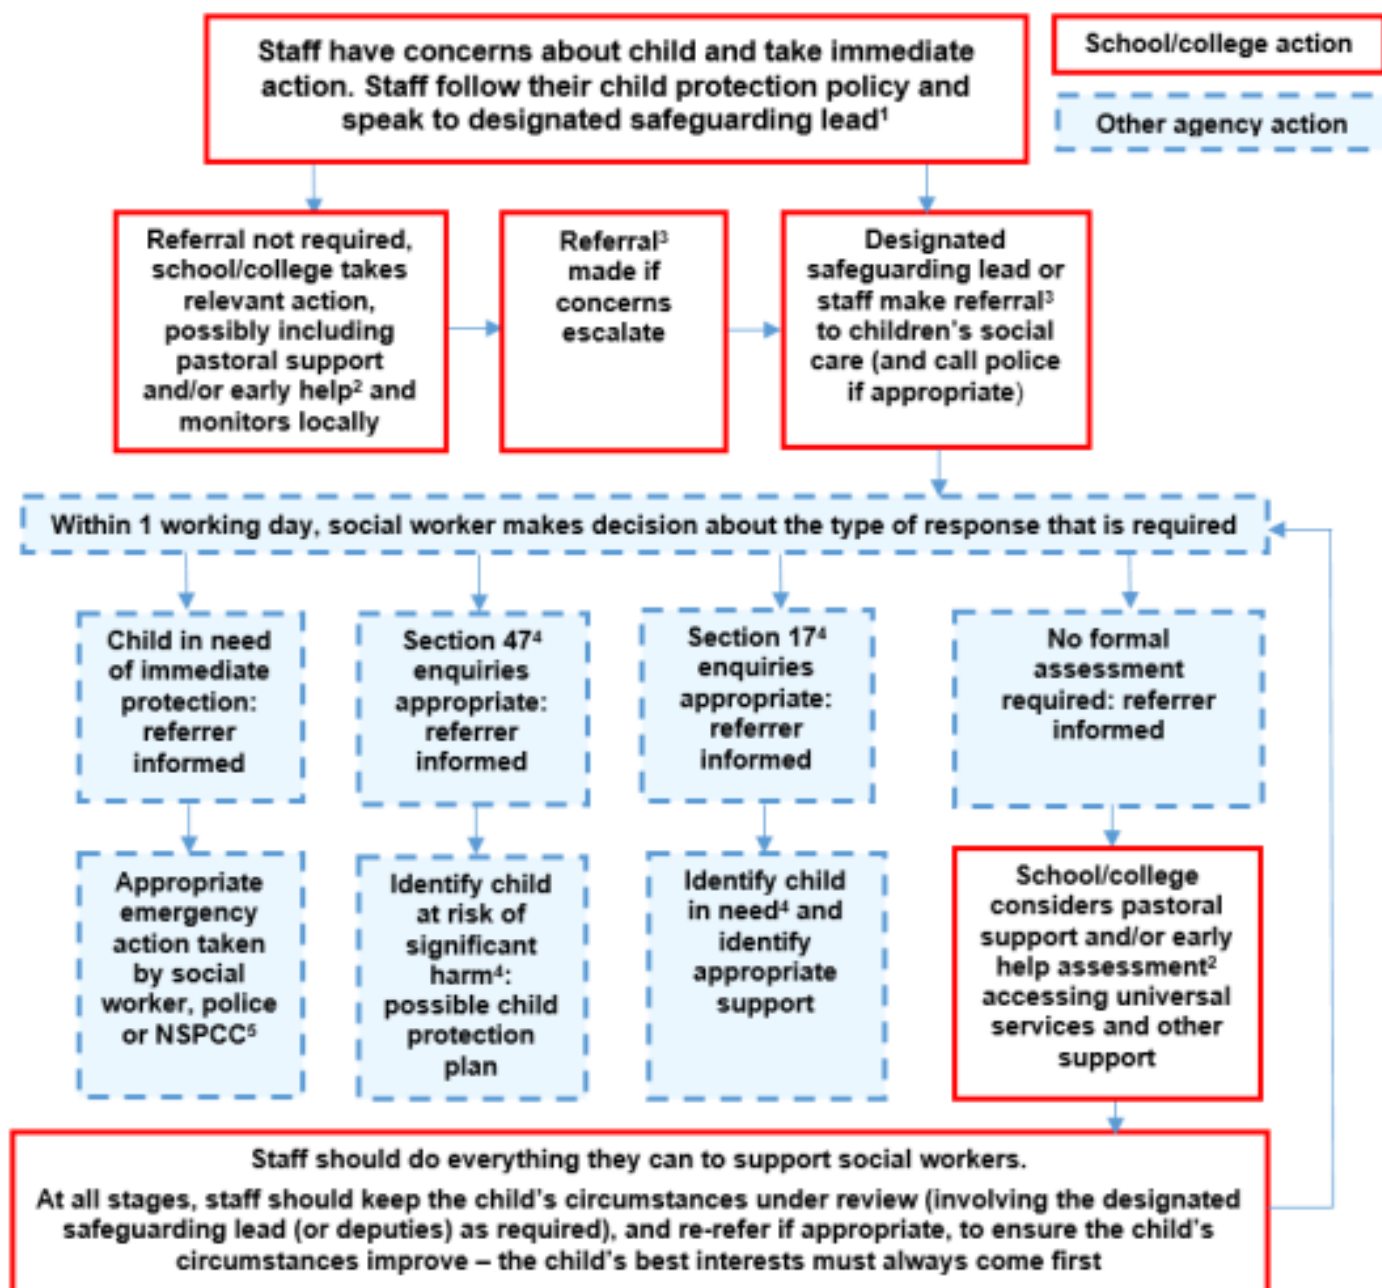 Staff have concerns about child and take immediate
action. Staff follow their child protection policy and
speak to designated safeguarding lead¹
School/college action
Other agency action
Referral not required,
school/college takes
relevant action,
possibly including
pastoral support
and/or early help² and
monitors locally
Referral³
made if
concerns
escalate
Designated
safeguarding lead or
staff make referral³
to children's social
care (and call police
if appropriate)
Within 1 working day, social worker makes decision about the type of response that is required
Child in need
of immediate
protection:
referrer
informed
Section 47⁴
enquiries
appropriate:
referrer
informed
Section 17⁴
enquiries
appropriate:
referrer
informed
No formal
assessment
required: referrer
informed
Appropriate
emergency
action taken
by social
worker, police
or NSPCC⁵
Identify child
at risk of
significant
harm⁴:
possible child
protection
plan
Identify child
in need⁴ and
identify
appropriate
support
School/college
considers pastoral
support and/or early
help assessment²
accessing universal
services and other
support
Staff should do everything they can to support social workers.
At all stages, staff should keep the child's circumstances under review (involving the designated
safeguarding lead (or deputies) as required), and re-refer if appropriate, to ensure the child's
circumstances improve – the child's best interests must always come first